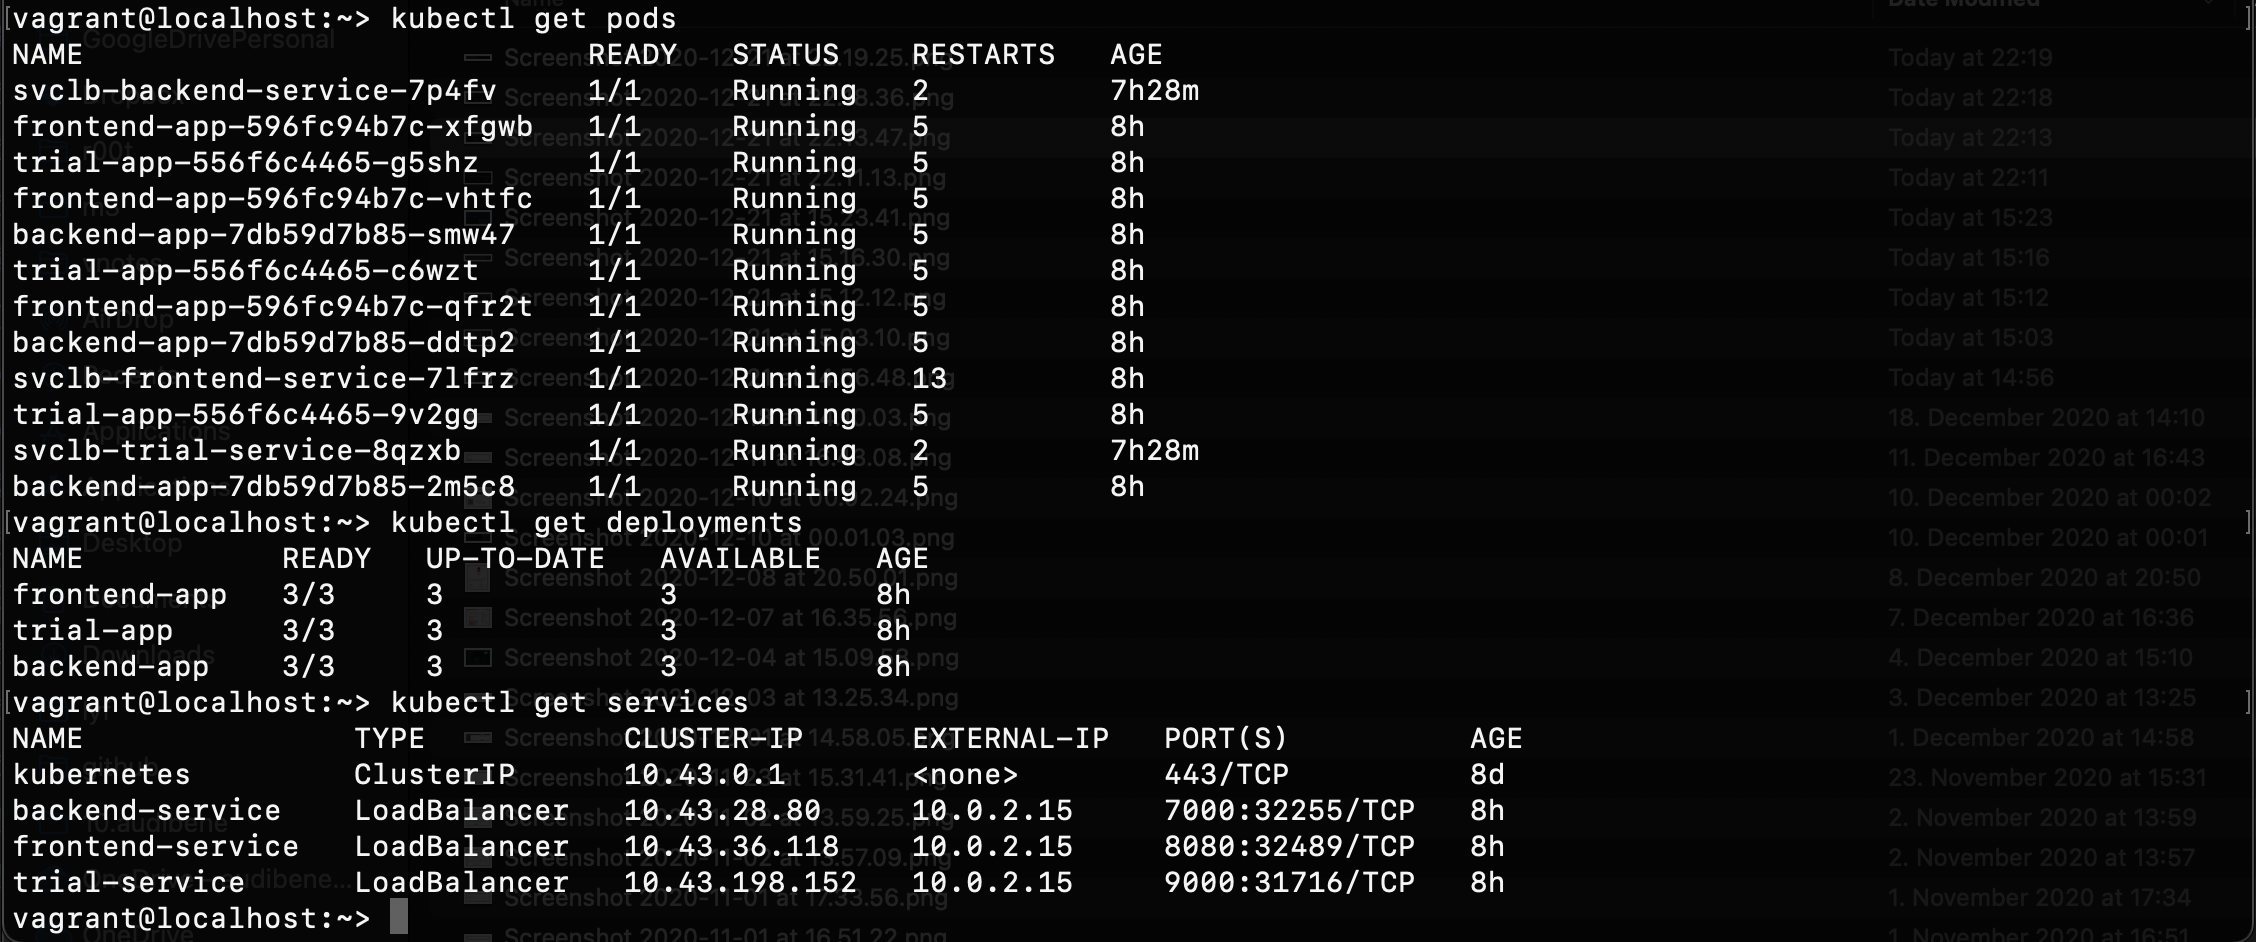 vagrant@localhost:~> kubectl get pods
NAME READY STATUS RESTARTS AGE
svclb-backend-service-7p4fv 1/1 Running 2 7h28m
frontend-app-596fc94b7c-xfgwb 1/1 Running 5 8h
trial-app-556f6c4465-g5shz 1/1 Running 5 8h
frontend-app-596fc94b7c-vhtfc 1/1 Running 5 8h
backend-app-7db59d7b85-smw47 1/1 Running 5 8h
trial-app-556f6c4465-c6wzt 1/1 Running 5 8h
frontend-app-596fc94b7c-qfr2t 1/1 Running 5 8h
backend-app-7db59d7b85-ddtp2 1/1 Running 5 8h
svclb-frontend-service-7lfrz 1/1 Running 13 8h
trial-app-556f6c4465-9v2gg 1/1 Running 5 8h
svclb-trial-service-8qzxb 1/1 Running 2 7h28m
backend-app-7db59d7b85-2m5c8 1/1 Running 5 8h
vagrant@localhost:~> kubectl get deployments
NAME READY UP-TO-DATE AVAILABLE AGE
frontend-app 3/3 3 3 8h
trial-app 3/3 3 3 8h
backend-app 3/3 3 3 8h
vagrant@localhost:~> kubectl get services
NAME TYPE CLUSTER-IP EXTERNAL-IP PORT(S) AGE
kubernetes ClusterIP 10.43.0.1 <none> 443/TCP 8d
backend-service LoadBalancer 10.43.28.80 10.0.2.15 7000:32255/TCP 8h
frontend-service LoadBalancer 10.43.36.118 10.0.2.15 8080:32489/TCP 8h
trial-service LoadBalancer 10.43.198.152 10.0.2.15 9000:31716/TCP 8h
vagrant@localhost:~>
Date Modified
Today at 22:19
Today at 22:18
Today at 22:13
Today at 22:11
Today at 15:23
Today at 15:16
Today at 15:12
Today at 15:03
Today at 14:56
18. December 2020 at 14:10
11. December 2020 at 16:43
10. December 2020 at 00:02
10. December 2020 at 00:01
8. December 2020 at 20:50
7. December 2020 at 16:36
4. December 2020 at 15:10
3. December 2020 at 13:25
1. December 2020 at 14:58
23. November 2020 at 15:31
2. November 2020 at 13:59
2. November 2020 at 13:57
1. November 2020 at 17:34
1. November 2020 at 16:51